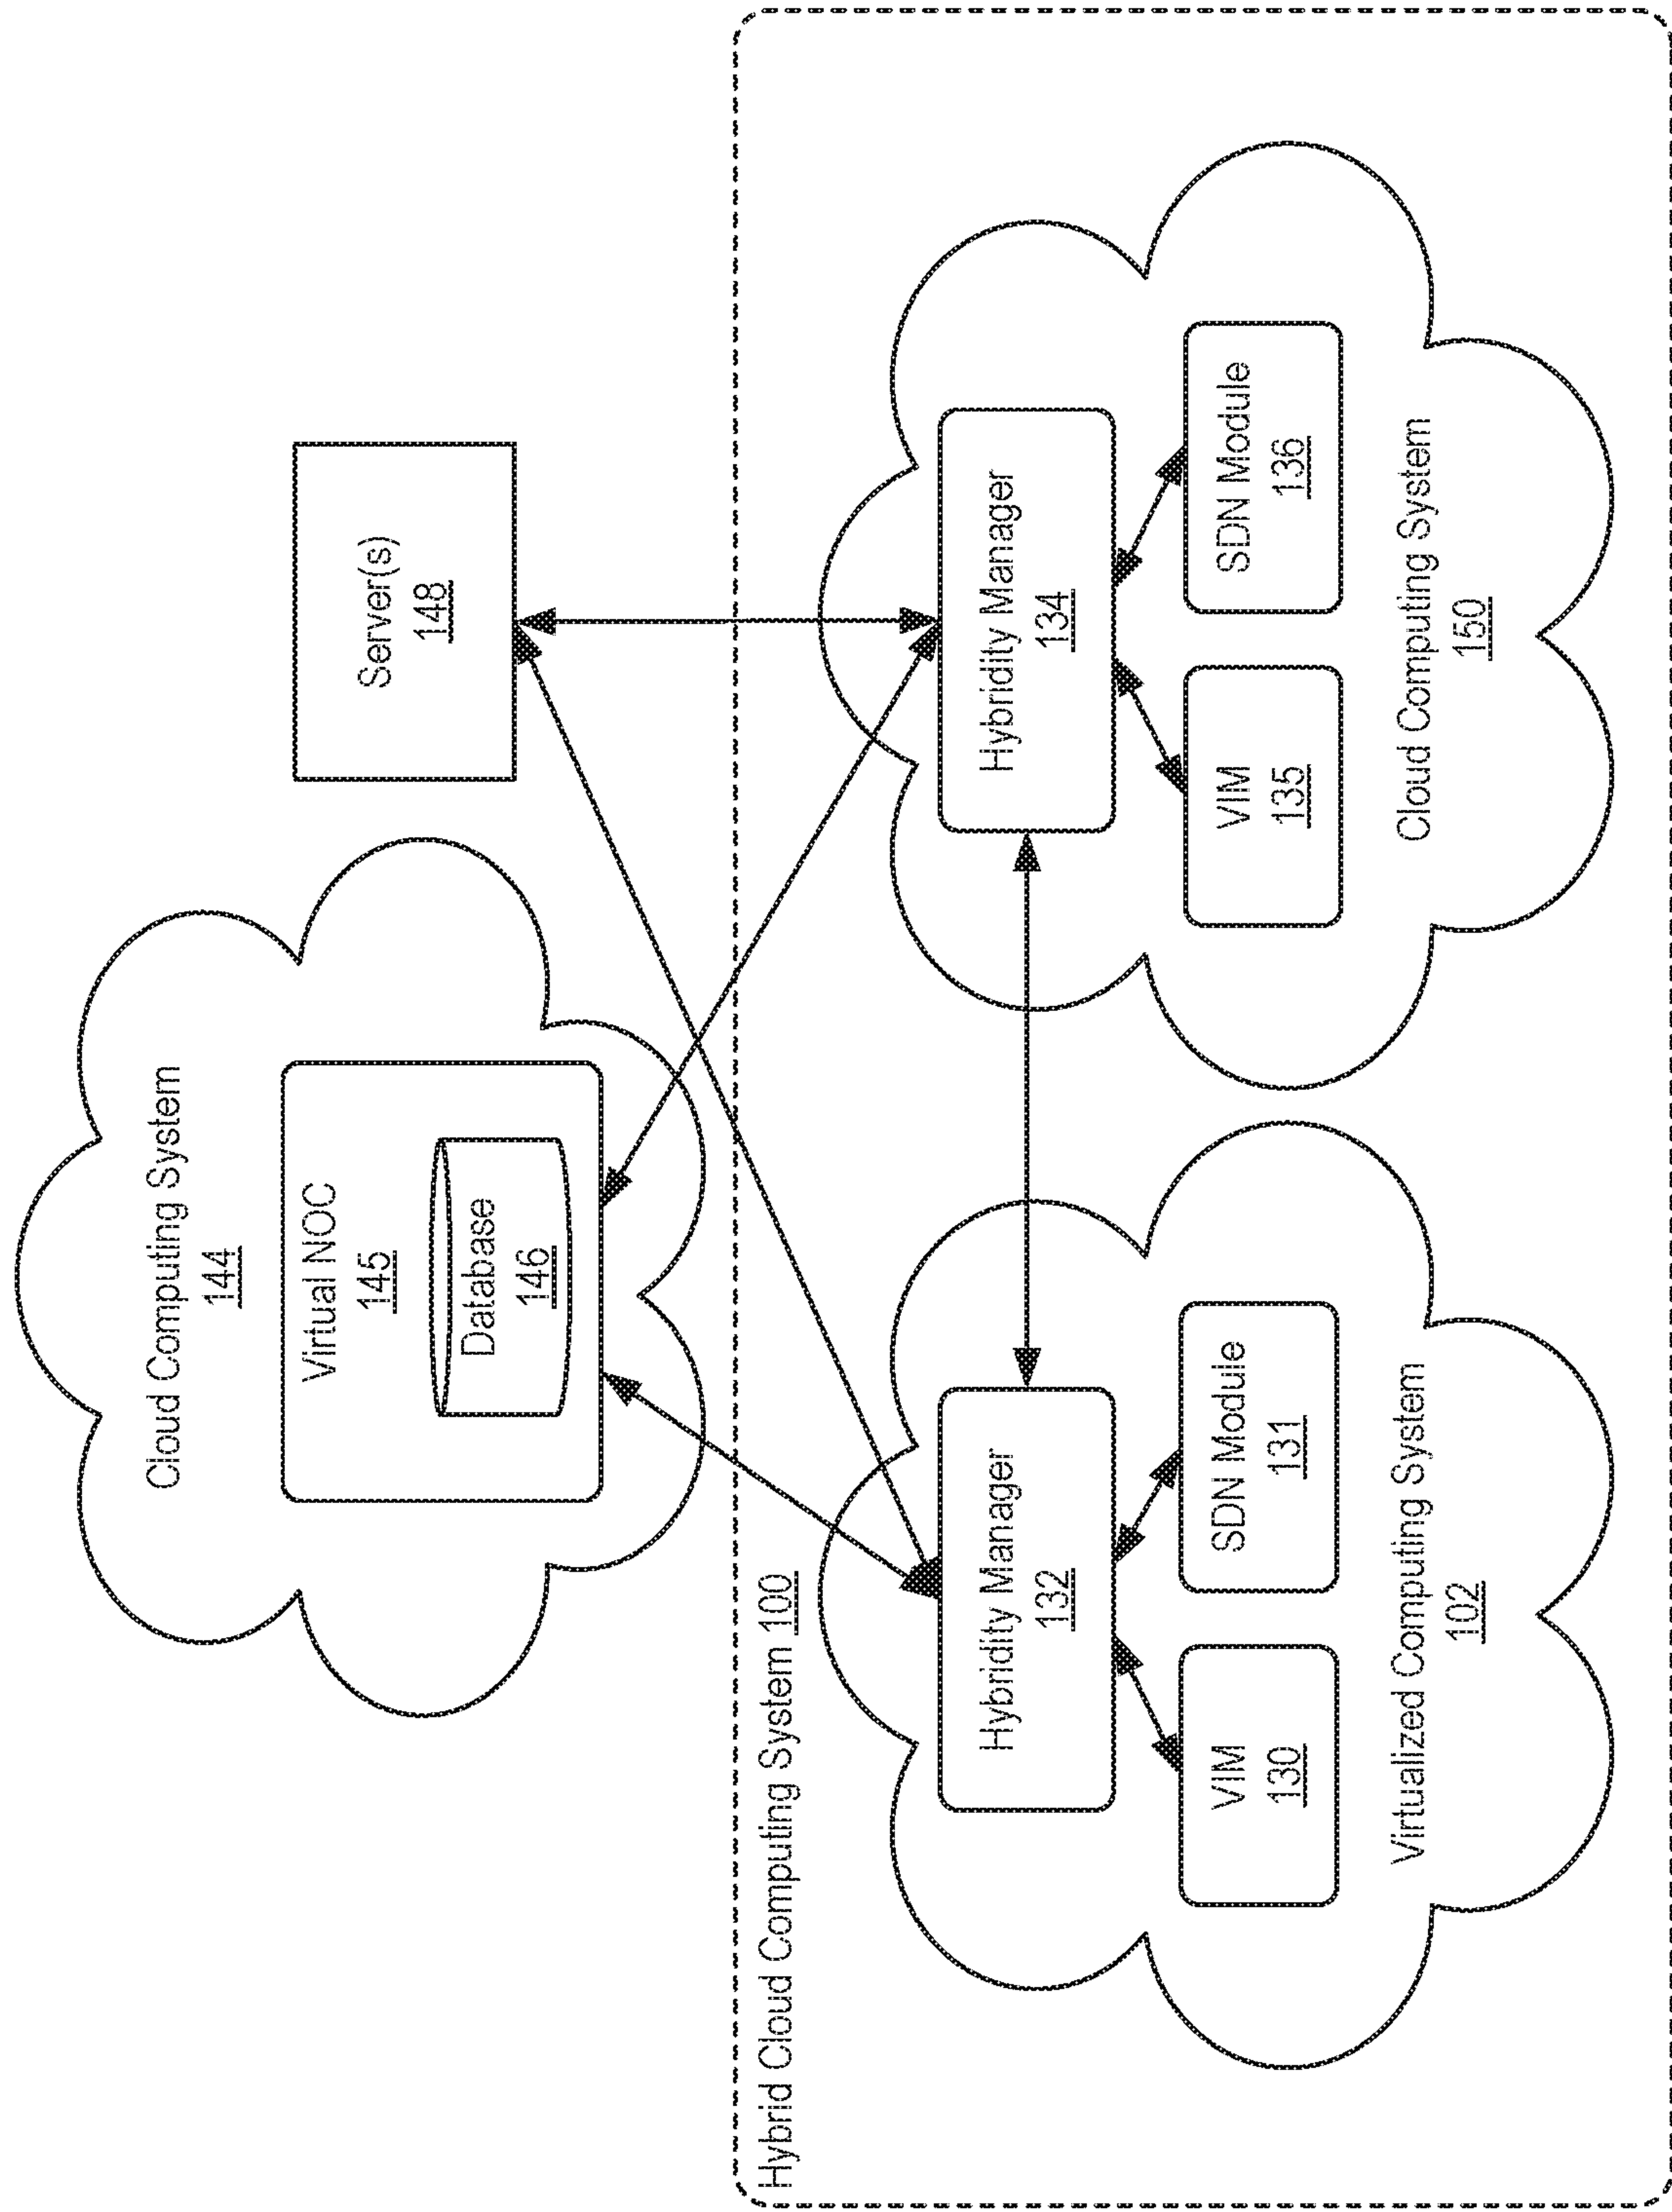 Cloud Computing System
144
Virtual NOC
145
Database
146
Server(s)
148
Hybrid Cloud Computing System 100
Hybridity Manager
132
VIM
130
SDN Module
131
Virtualized Computing System
102
Hybridity Manager
134
VIM
135
SDN Module
136
Cloud Computing System
150